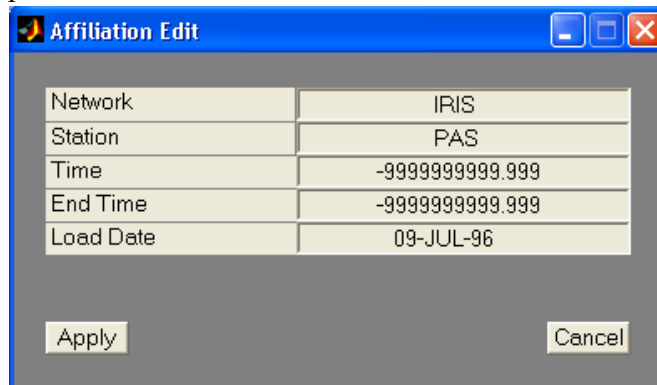 Affiliation Edit
Network IRIS
Station PAS
Time -9999999999.999
End Time -9999999999.999
Load Date 09-JUL-96
Apply Cancel